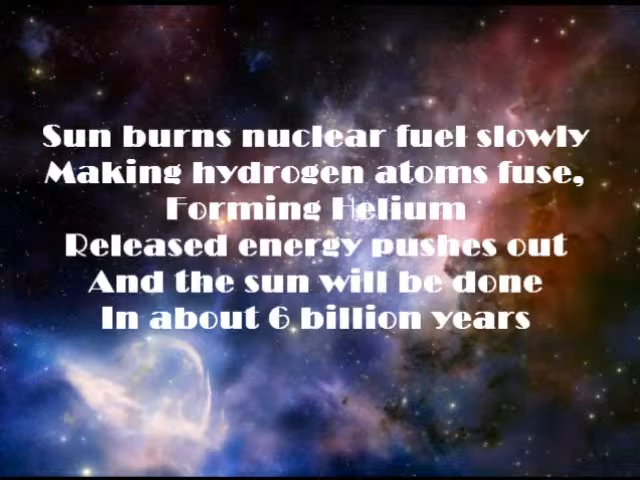 Sun burns nuclear fuel slowly
Making hydrogen atoms fuse,
Forming Helium
Released energy pushes out
And the sun will be done
In about 6 billion years